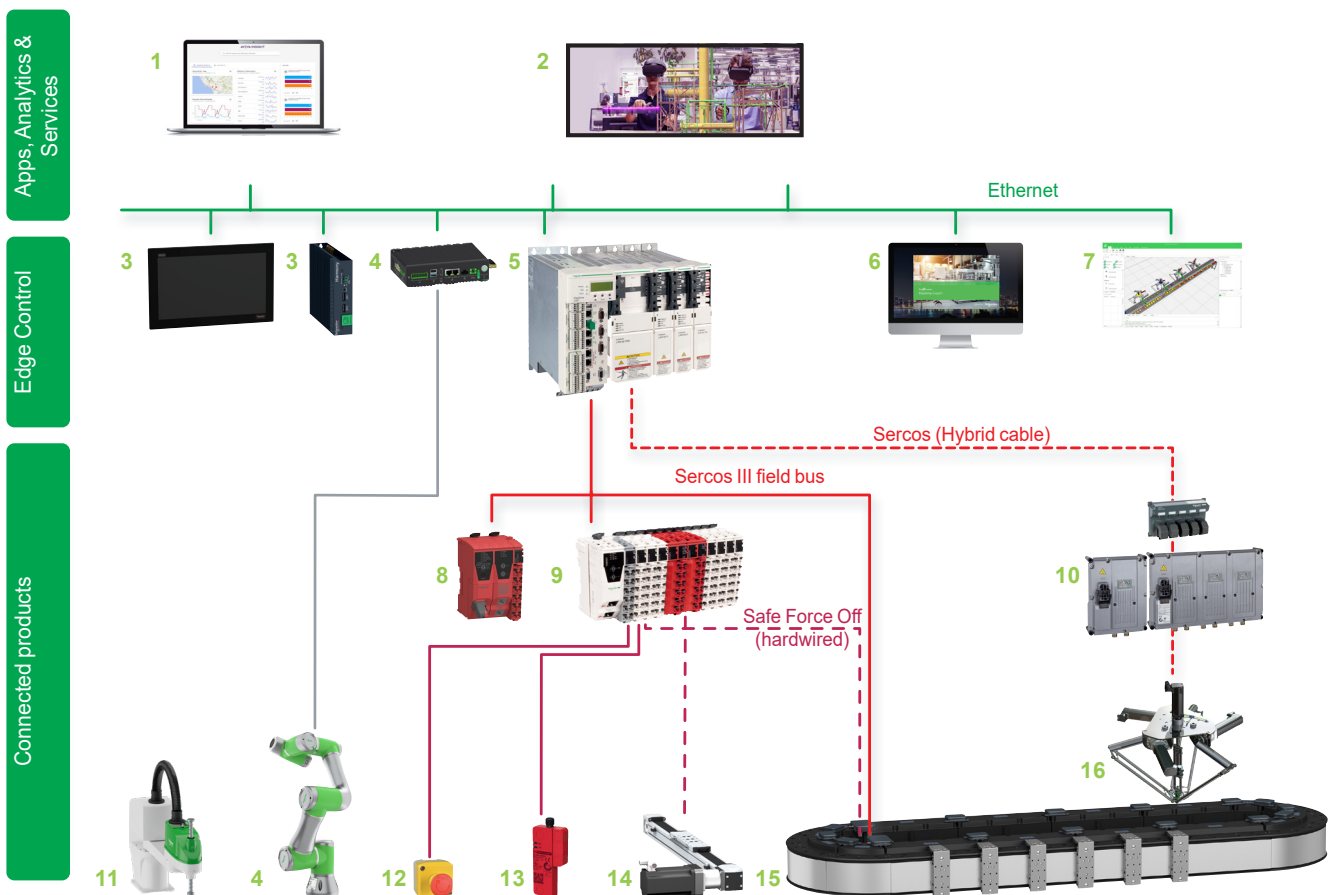 Apps, Analytics &
Services
1
2
Ethernet
Edge Control
3
3
4
5
6
7
Sercos (Hybrid cable)
Sercos III field bus
Connected products
8
9
10
Safe Force Off
(hardwired)
16
11
4
12
13
14
15